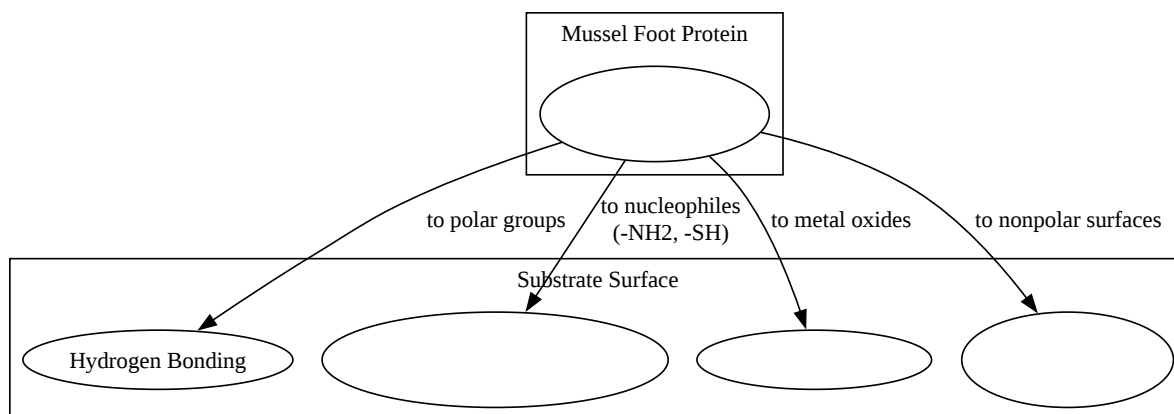 Mussel Foot Protein
to polar groups
to nucleophiles
(-NH2, -SH)
to metal oxides
to nonpolar surfaces
Substrate Surface
Hydrogen Bonding